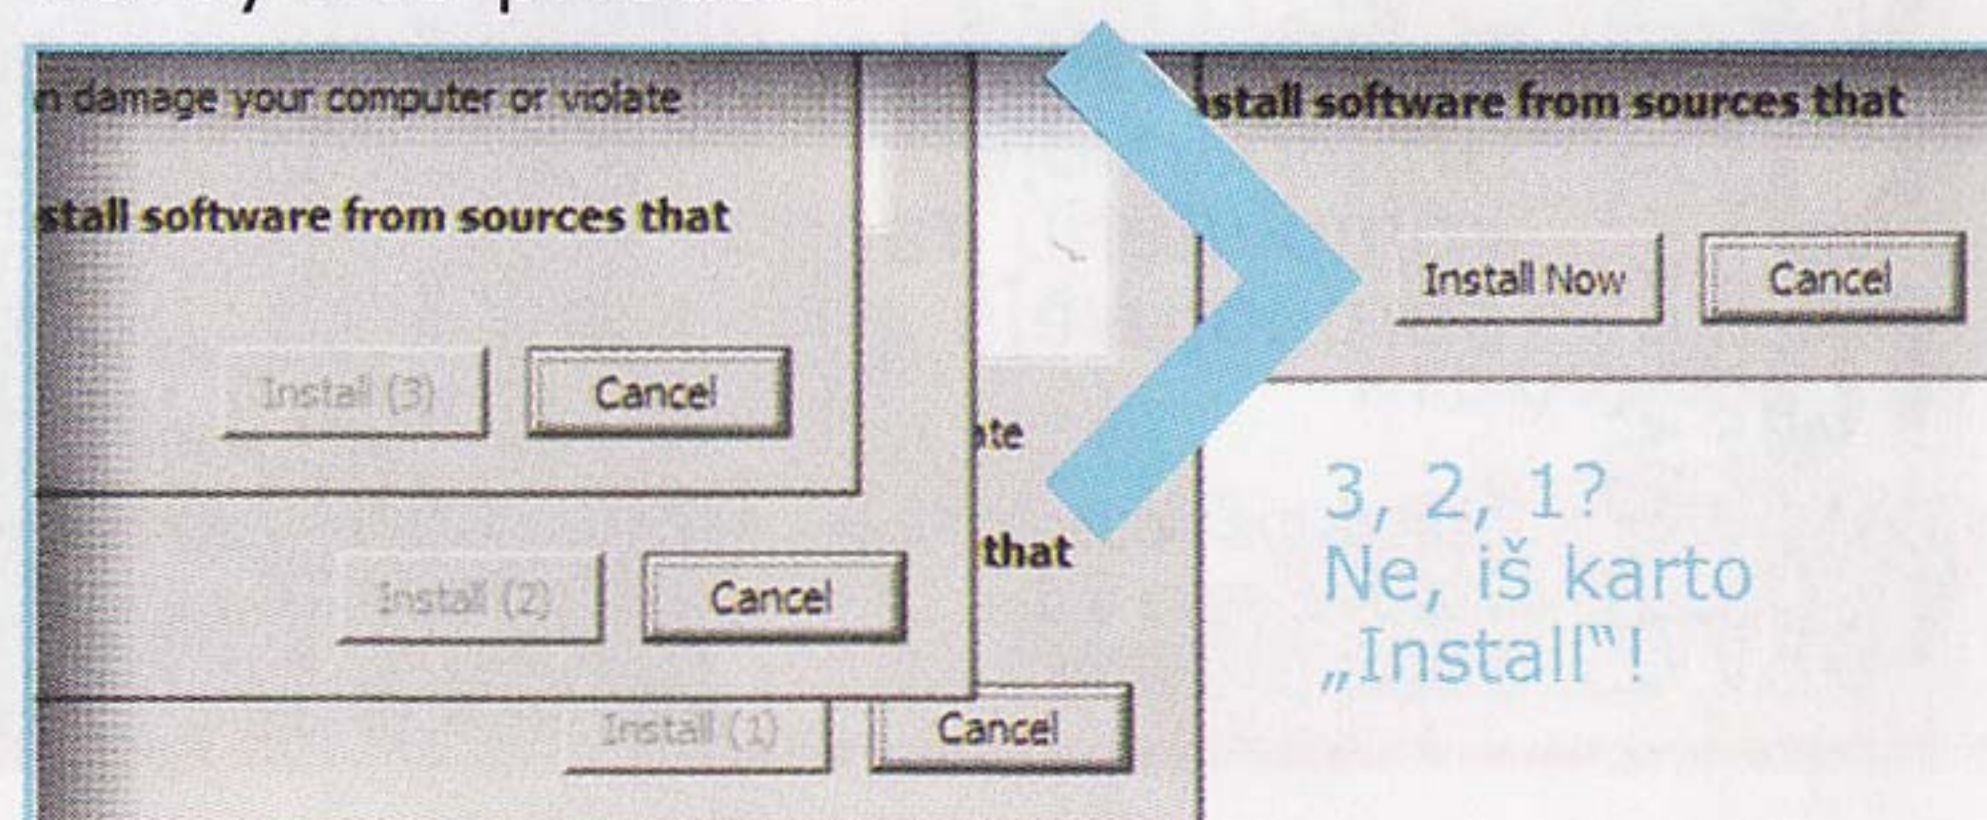 n damage your computer or violate
stall software from sources that
Install (3)
Cancel
Install (2)
Cancel
Install (1)
Cancel
ate
that
stall software from sources that
Install Now
Cancel
3, 2, 1?
Ne, iš karto
„Install“!